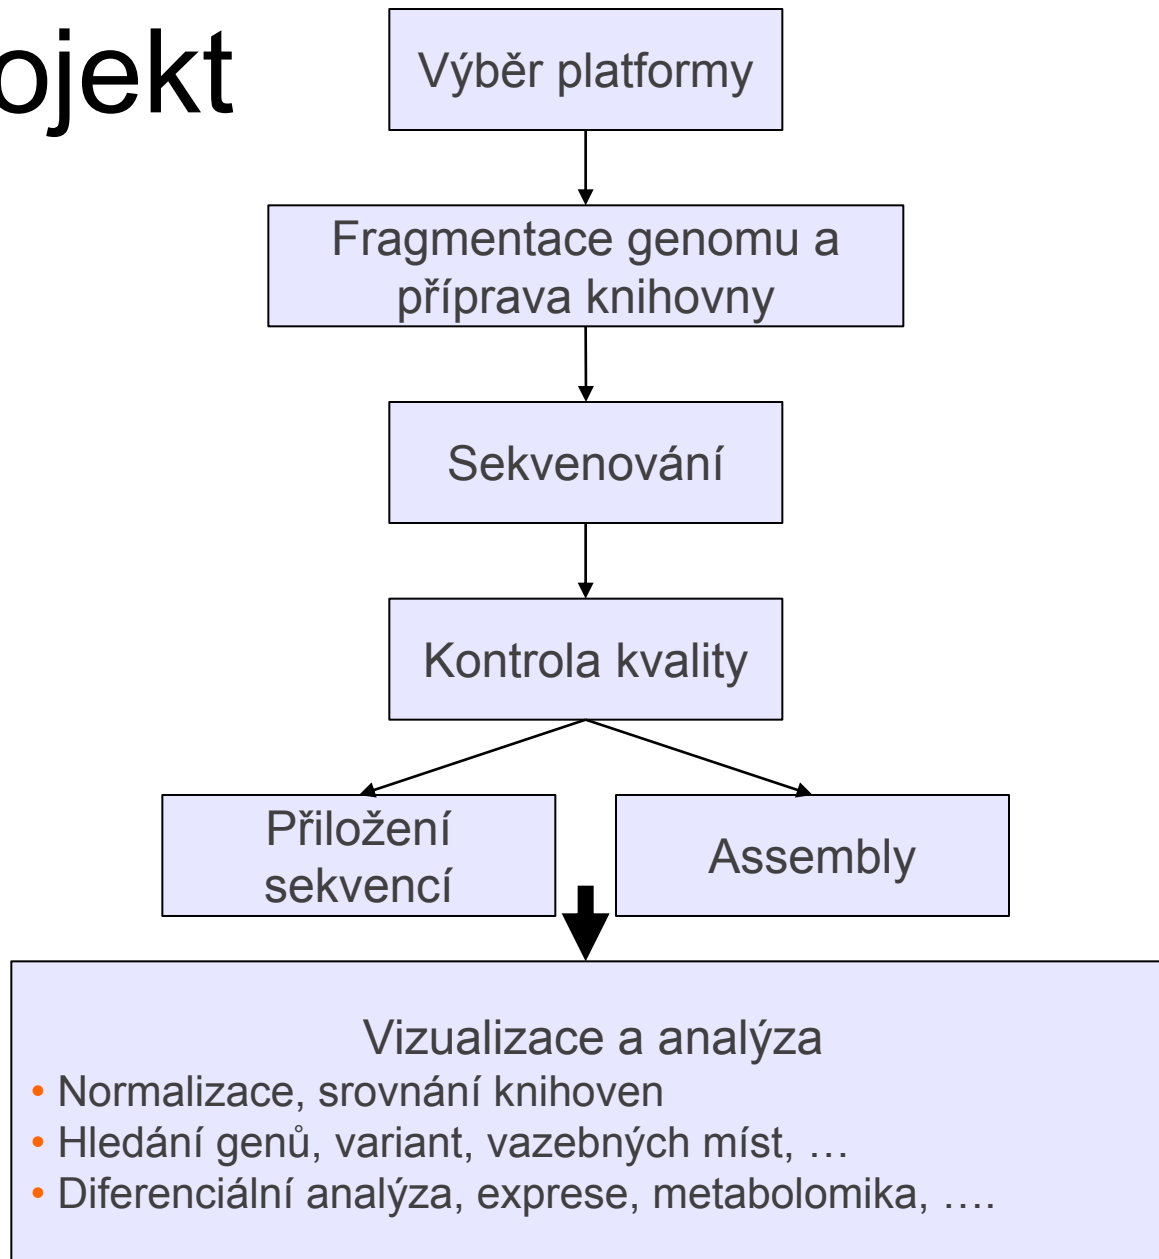 ojekt
Výběr platformy
Fragmentace genomu a
příprava knihovny
Sekvenování
Kontrola kvality
Přiložení
sekvencí
Assembly
Vizualizace a analýza
• Normalizace, srovnání knihoven
• Hledání genů, variant, vazebných míst, …
• Diferenciální analýza, exprese, metabolomika, ….